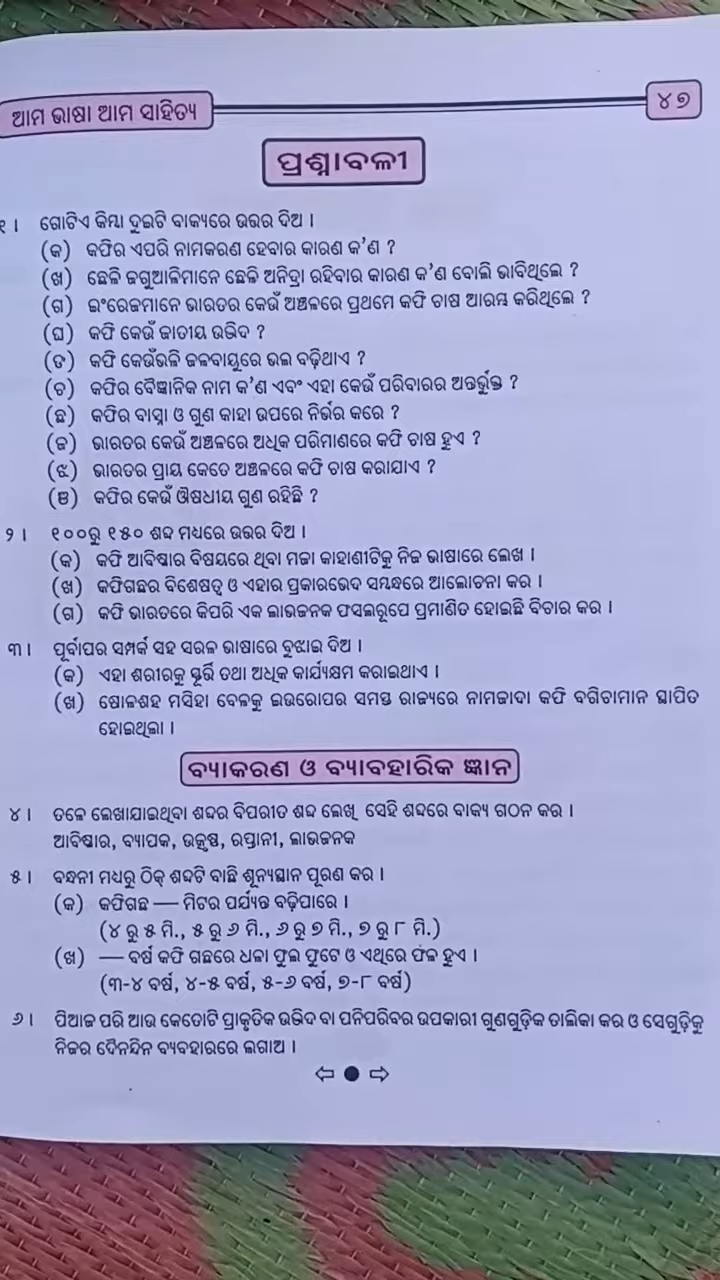 ଆମ ଭାଷା ଆମ ସାହିତ୍ୟ
୪୭
ପ୍ରଶ୍ନାବଳୀ
୧। ଗୋଟିଏ କିମ୍ବା ଦୁଇଟି ବାକ୍ୟରେ ଉତ୍ତର ଦିଅ ।
(କ) କଫିର ଏପରି ନାମକରଣ ହେବାର କାରଣ କ'ଣ ?
(ଖ) ଛେଳି ଜଗୁଆଳିମାନେ ଛେଳି ଅନିଦ୍ରା ରହିବାର କାରଣ କ'ଣ ବୋଲି ଭାବିଥିଲେ ?
(ଗ) ଇଂରେଜମାନେ ଭାରତର କେଉଁ ଅଞ୍ଚଳରେ ପ୍ରଥମେ କଫି ଚାଷ ଆରମ୍ଭ କରିଥିଲେ ?
(ଘ) କଫି କେଉଁ ଜାତୀୟ ଉଦ୍ଭିଦ ?
(ଙ) କଫି କେଉଁଭଳି ଜଳବାୟୁରେ ଭଲ ବଢ଼ିଥାଏ ?
(ଚ) କଫିର ବୈଜ୍ଞାନିକ ନାମ କ'ଣ ଏବଂ ଏହା କେଉଁ ପରିବାରର ଅନ୍ତର୍ଭୁକ୍ତ ?
(ଛ) କଫିର ବାସ୍ନା ଓ ଗୁଣ କାହା ଉପରେ ନିର୍ଭର କରେ ?
(ଜ) ଭାରତର କେଉଁ ଅଞ୍ଚଳରେ ଅଧିକ ପରିମାଣରେ କଫି ଚାଷ ହୁଏ ?
(ଝ) ଭାରତର ପ୍ରାୟ କେତେ ଅଞ୍ଚଳରେ କଫି ଚାଷ କରାଯାଏ ?
(ଞ) କଫିର କେଉଁ ଔଷଧୀୟ ଗୁଣ ରହିଛି ?
୨। ୧୦୦ରୁ ୧୫୦ ଶବ୍ଦ ମଧ୍ୟରେ ଉତ୍ତର ଦିଅ ।
(କ) କଫି ଆବିଷ୍କାର ବିଷୟରେ ଥିବା ମଜା କାହାଣୀଟିକୁ ନିଜ ଭାଷାରେ ଲେଖ ।
(ଖ) କଫିଗଛର ବିଶେଷତ୍ୱ ଓ ଏହାର ପ୍ରକାରଭେଦ ସମ୍ବନ୍ଧରେ ଆଲୋଚନା କର ।
(ଗ) କଫି ଭାରତରେ କିପରି ଏକ ଲାଭଜନକ ଫସଲରୂପେ ପ୍ରମାଣିତ ହୋଇଛି ବିଚାର କର ।
୩। ପୂର୍ବାପର ସମ୍ପର୍କ ସହ ସରଳ ଭାଷାରେ ବୁଝାଇ ଦିଅ ।
(କ) ଏହା ଶରୀରକୁ ସ୍ଫୂର୍ତ୍ତି ତଥା ଅଧିକ କାର୍ଯ୍ୟକ୍ଷମ କରାଇଥାଏ ।
(ଖ) ଷୋଳଶହ ମସିହା ବେଳକୁ ଇଉରୋପର ସମସ୍ତ ରାଜ୍ୟରେ ନାମଜାଦା କଫି ବଗିଚାମାନ ସ୍ଥାପିତ
ହୋଇଥିଲା ।
ବ୍ୟାକରଣ ଓ ବ୍ୟାବହାରିକ ଜ୍ଞାନ
୪। ତଳେ ଲେଖାଯାଇଥିବା ଶବ୍ଦର ବିପରୀତ ଶବ୍ଦ ଲେଖି ସେହି ଶବ୍ଦରେ ବାକ୍ୟ ଗଠନ କର ।
ଆବିଷ୍କାର, ବ୍ୟାପକ, ଉତ୍କୃଷ୍ଟ, ରପ୍ତାନୀ, ଲାଭଜନକ
୫। ବନ୍ଧନୀ ମଧ୍ୟରୁ ଠିକ୍ ଶବ୍ଦଟି ବାଛି ଶୂନ୍ୟସ୍ଥାନ ପୂରଣ କର ।
(କ) କଫିଗଛ — ମିଟର ପର୍ଯ୍ୟନ୍ତ ବଢ଼ିପାରେ ।
(୪ ରୁ ୫ ମି., ୫ ରୁ ୬ ମି., ୬ ରୁ ୭ ମି., ୭ ରୁ ୮ ମି.)
(ଖ) — ବର୍ଷ କଫି ଗଛରେ ଧଳା ଫୁଲ ଫୁଟେ ଓ ଏଥିରେ ଫଳ ହୁଏ ।
(୩-୪ ବର୍ଷ, ୪-୫ ବର୍ଷ, ୫-୬ ବର୍ଷ, ୭-୮ ବର୍ଷ)
୬। ପିଆଜ ପରି ଆଉ କେତୋଟି ପ୍ରାକୃତିକ ଉଦ୍ଭିଦ ବା ପନିପରିବର ଉପକାରୀ ଗୁଣଗୁଡ଼ିକ ତାଲିକା କର ଓ ସେଗୁଡ଼ିକୁ
ନିଜର ଦୈନନ୍ଦିନ ବ୍ୟବହାରରେ ଲଗାଅ ।